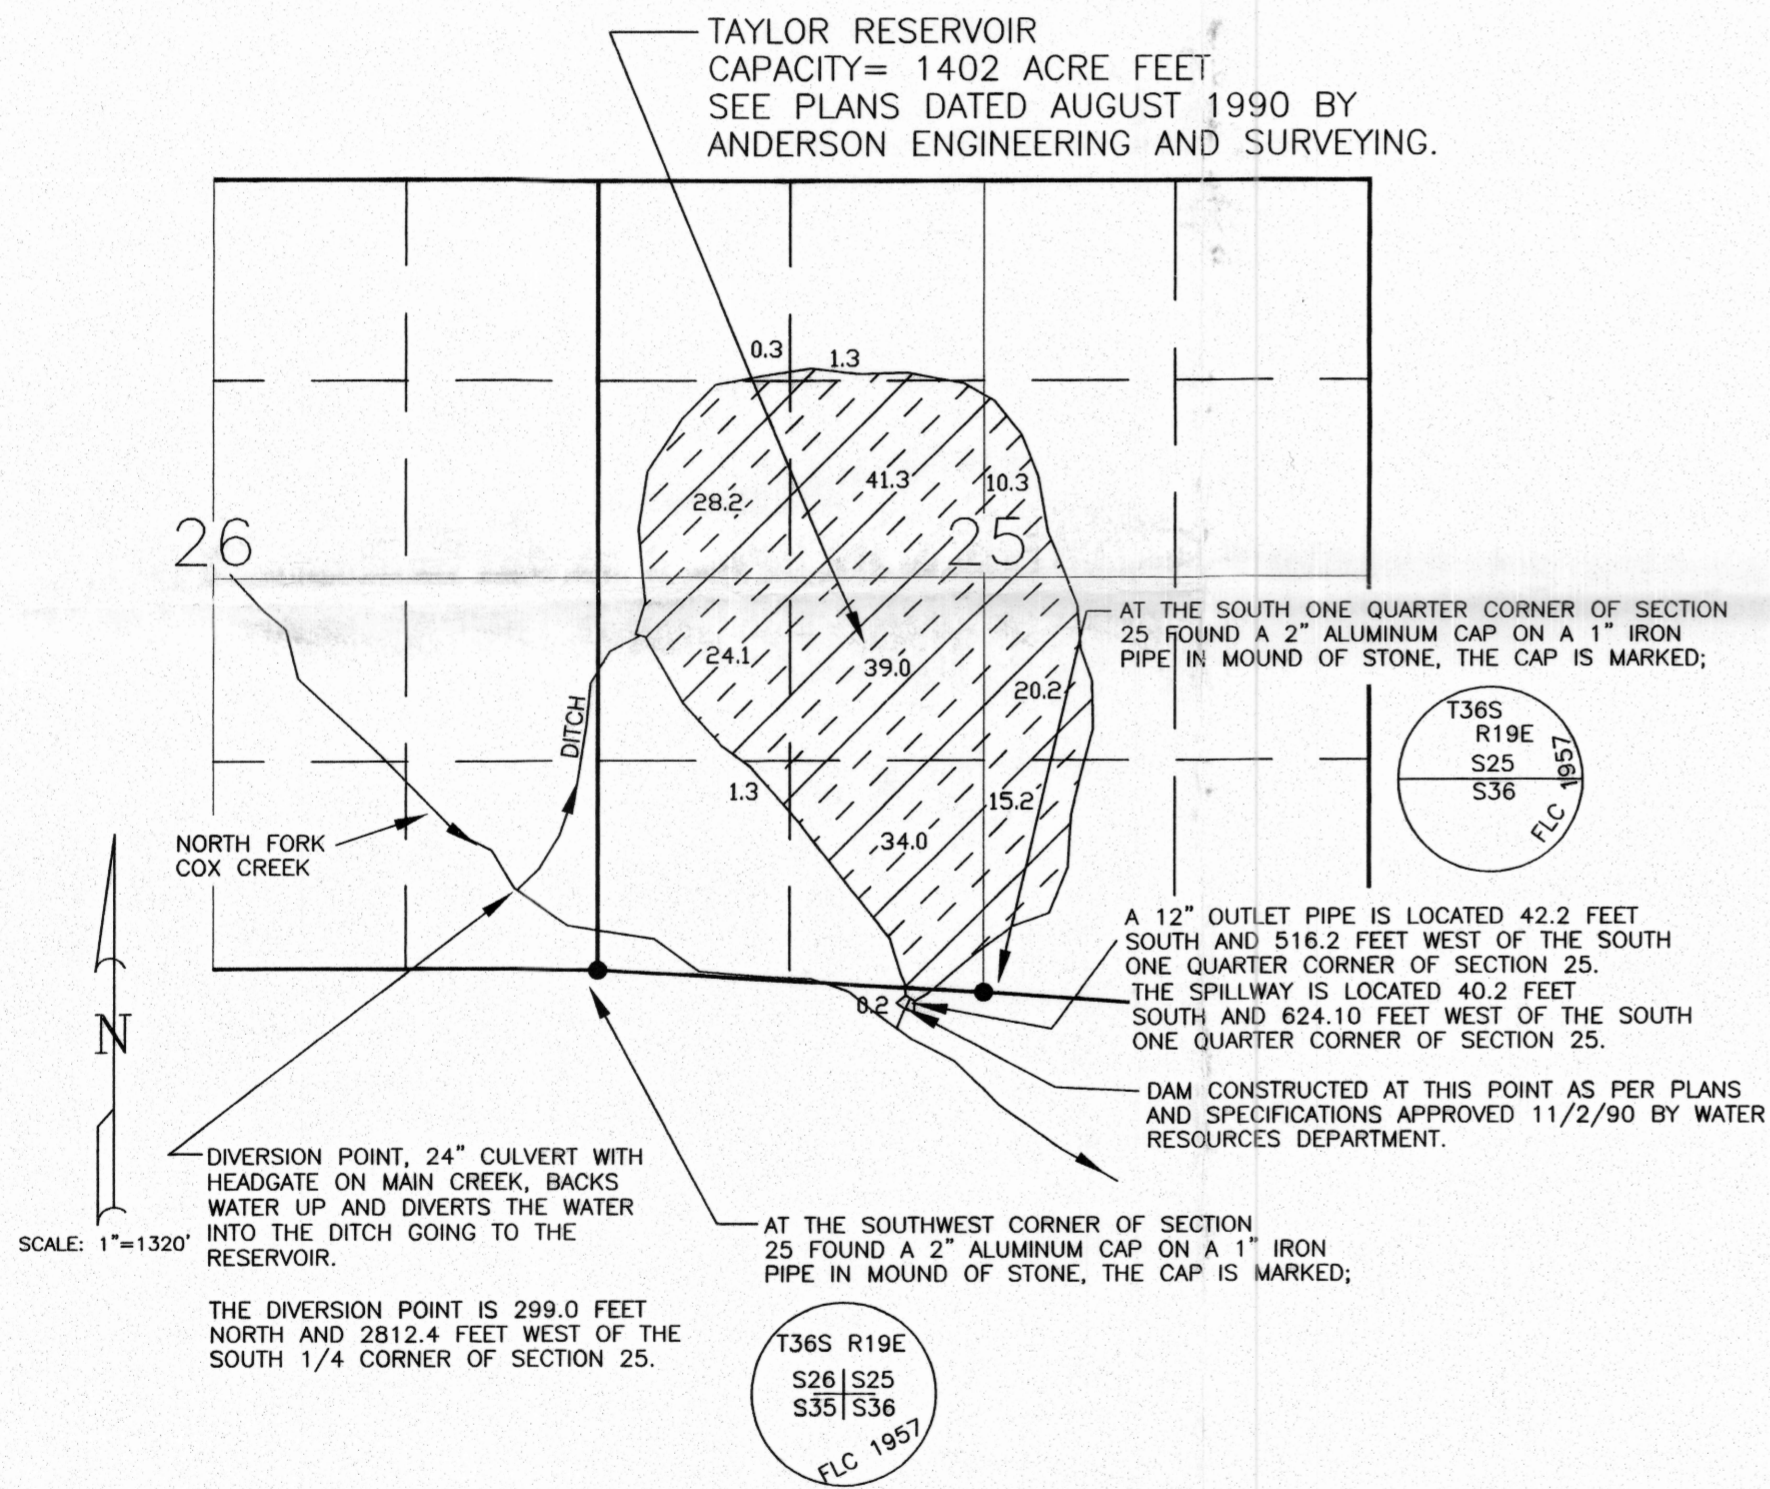 TAYLOR RESERVOIR
CAPACITY= 1402 ACRE FEET
SEE PLANS DATED AUGUST 1990 BY
ANDERSON ENGINEERING AND SURVEYING.
0.3
1.3
28.2
41.3
10.3
26
25
24.1
39.0
20.2
AT THE SOUTH ONE QUARTER CORNER OF SECTION
25 FOUND A 2" ALUMINUM CAP ON A 1" IRON
PIPE IN MOUND OF STONE, THE CAP IS MARKED;
T36S
R19E
S25
S36
FLC 1957
DITCH
1.3
15.2
34.0
NORTH FORK
COX CREEK
A 12" OUTLET PIPE IS LOCATED 42.2 FEET
SOUTH AND 516.2 FEET WEST OF THE SOUTH
ONE QUARTER CORNER OF SECTION 25.
THE SPILLWAY IS LOCATED 40.2 FEET
SOUTH AND 624.10 FEET WEST OF THE SOUTH
ONE QUARTER CORNER OF SECTION 25.
0.2
N
DAM CONSTRUCTED AT THIS POINT AS PER PLANS
AND SPECIFICATIONS APPROVED 11/2/90 BY WATER
RESOURCES DEPARTMENT.
SCALE: 1"=1320'
DIVERSION POINT, 24" CULVERT WITH
HEADGATE ON MAIN CREEK, BACKS
WATER UP AND DIVERTS THE WATER
INTO THE DITCH GOING TO THE
RESERVOIR.
THE DIVERSION POINT IS 299.0 FEET
NORTH AND 2812.4 FEET WEST OF THE
SOUTH 1/4 CORNER OF SECTION 25.
AT THE SOUTHWEST CORNER OF SECTION
25 FOUND A 2" ALUMINUM CAP ON A 1" IRON
PIPE IN MOUND OF STONE, THE CAP IS MARKED;
T36S R19E
S26 S25
S35 S36
FLC 1957